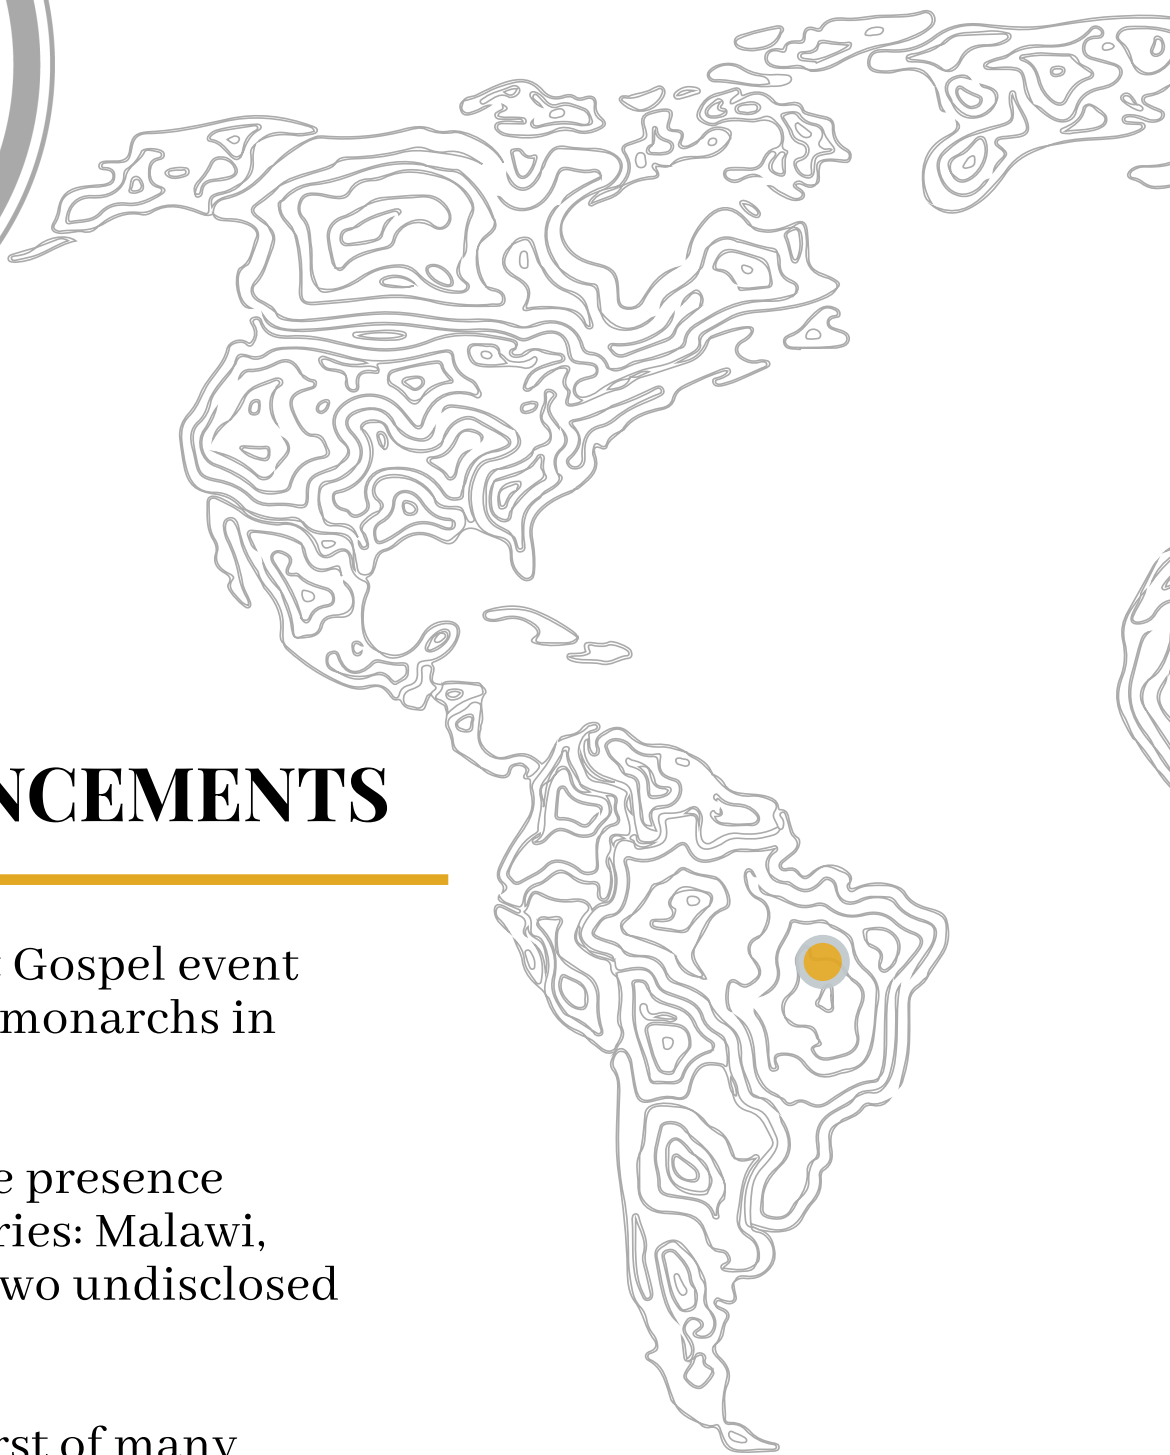 NCEMENTS
Gospel event
monarchs in
presence
ries: Malawi,
wo undisclosed
rst of many